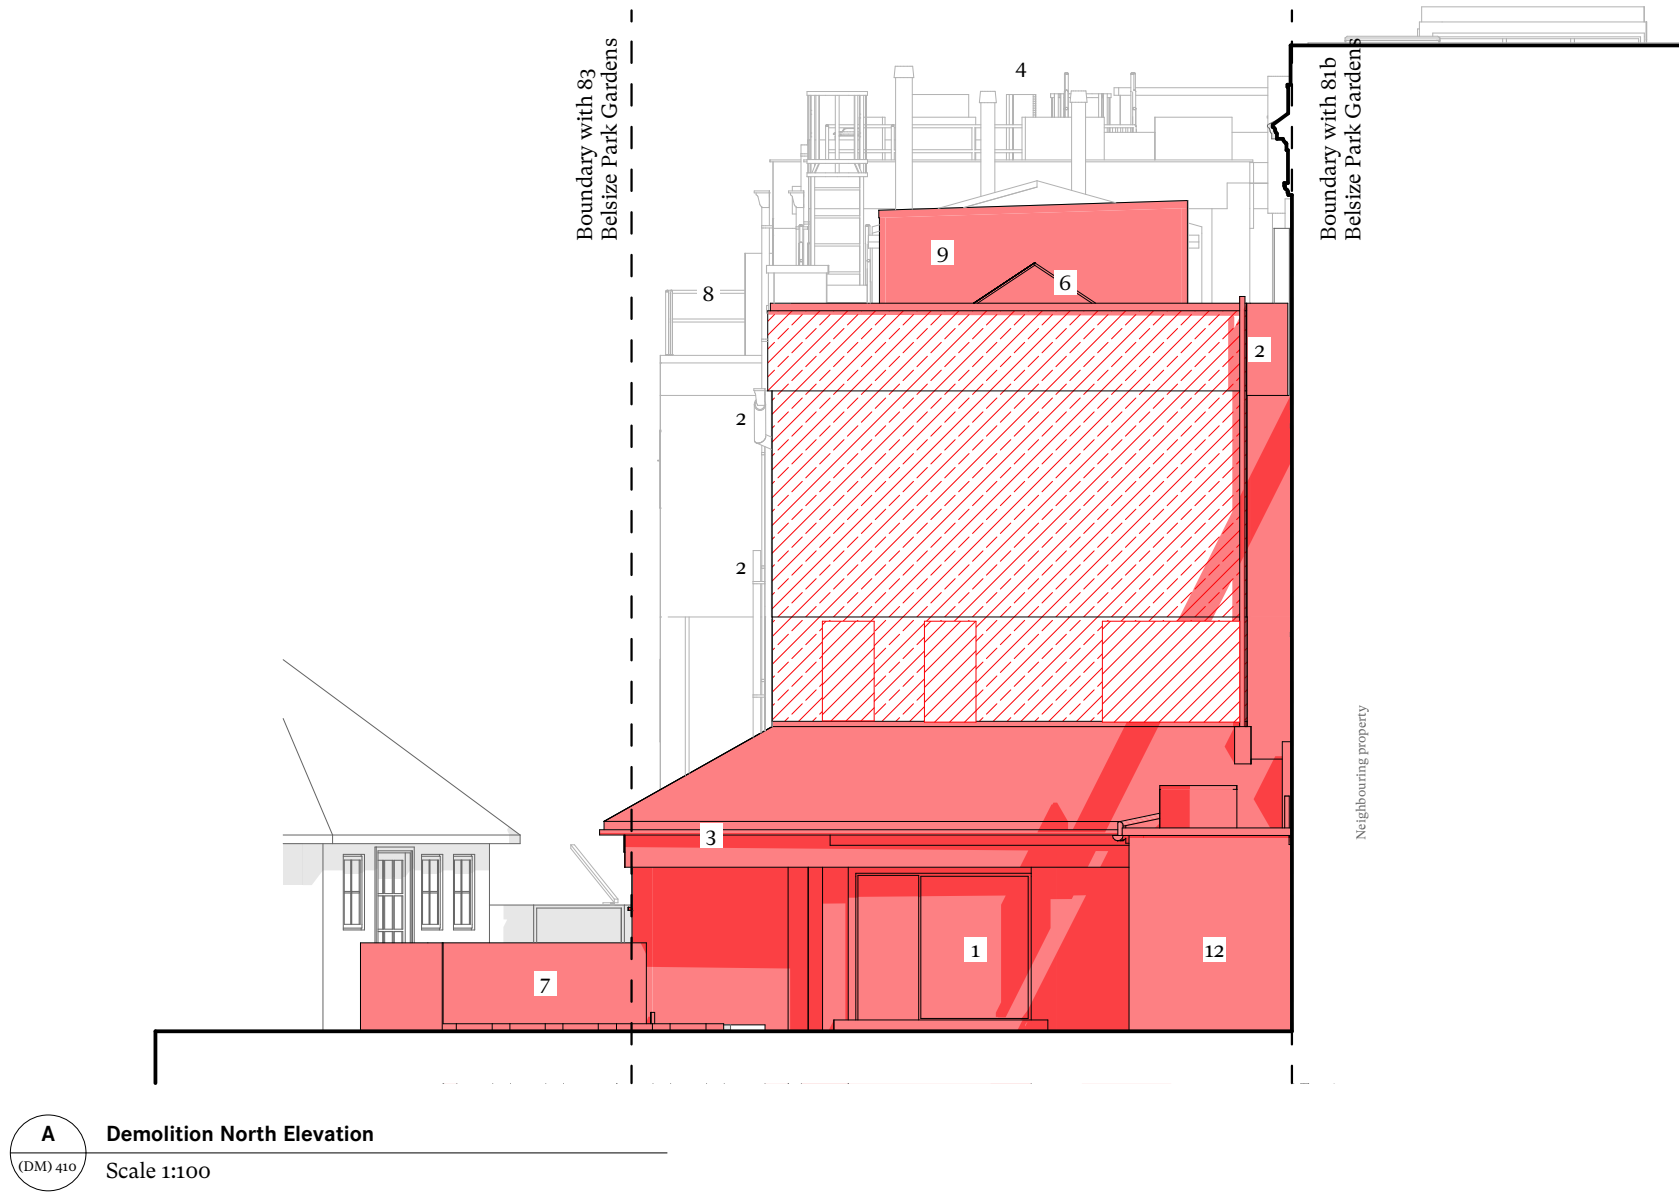 Boundary with 83
Belsize Park Gardens
4
Boundary with 81b
Belsize Park Gardens
9
6
8
2
2
2
3
1
12
7
Neighbouring property
A
(DM) 410
Demolition North Elevation
Scale 1:100